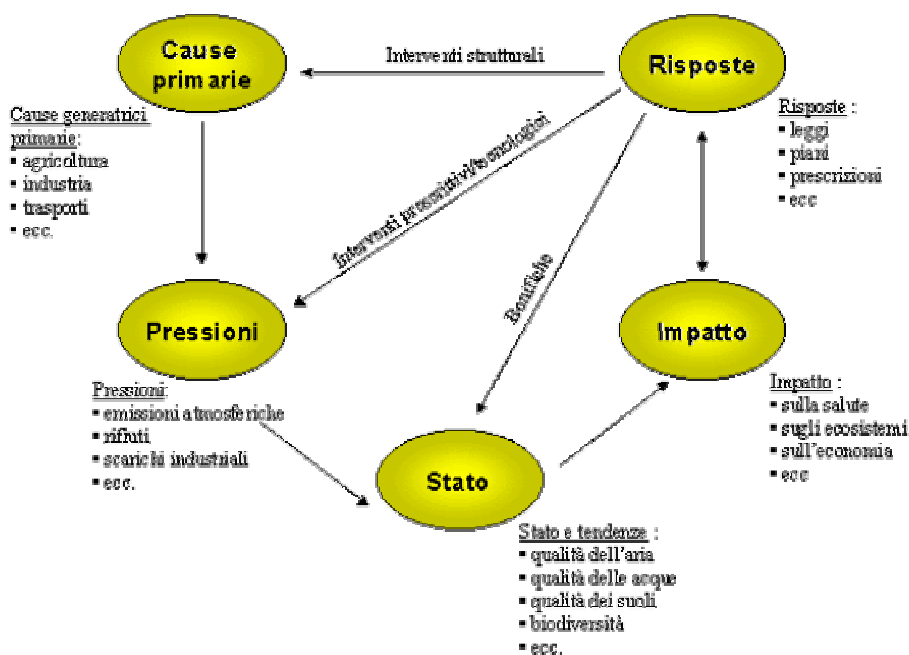 Cause
primarie
Interventi strutturali
Risposte
Cause generatrici
primarie:
▪ agricoltura
▪ industria
▪ trasporti
▪ ecc.
Risposte :
▪ leggi
▪ piani
▪ prescrizioni
▪ ecc
Interventi prescrittivi/tecnologici
Bonifiche
Pressioni
Impatto
Pressioni:
▪ emissioni atmosferiche
▪ rifiuti
▪ scarichi industriali
▪ ecc.
Impatto :
▪ sulla salute
▪ sugli ecosistemi
▪ sull'economia
▪ ecc
Stato
Stato e tendenze :
▪ qualità dell'aria
▪ qualità delle acque
▪ qualità dei suoli
▪ biodiversità
▪ ecc.